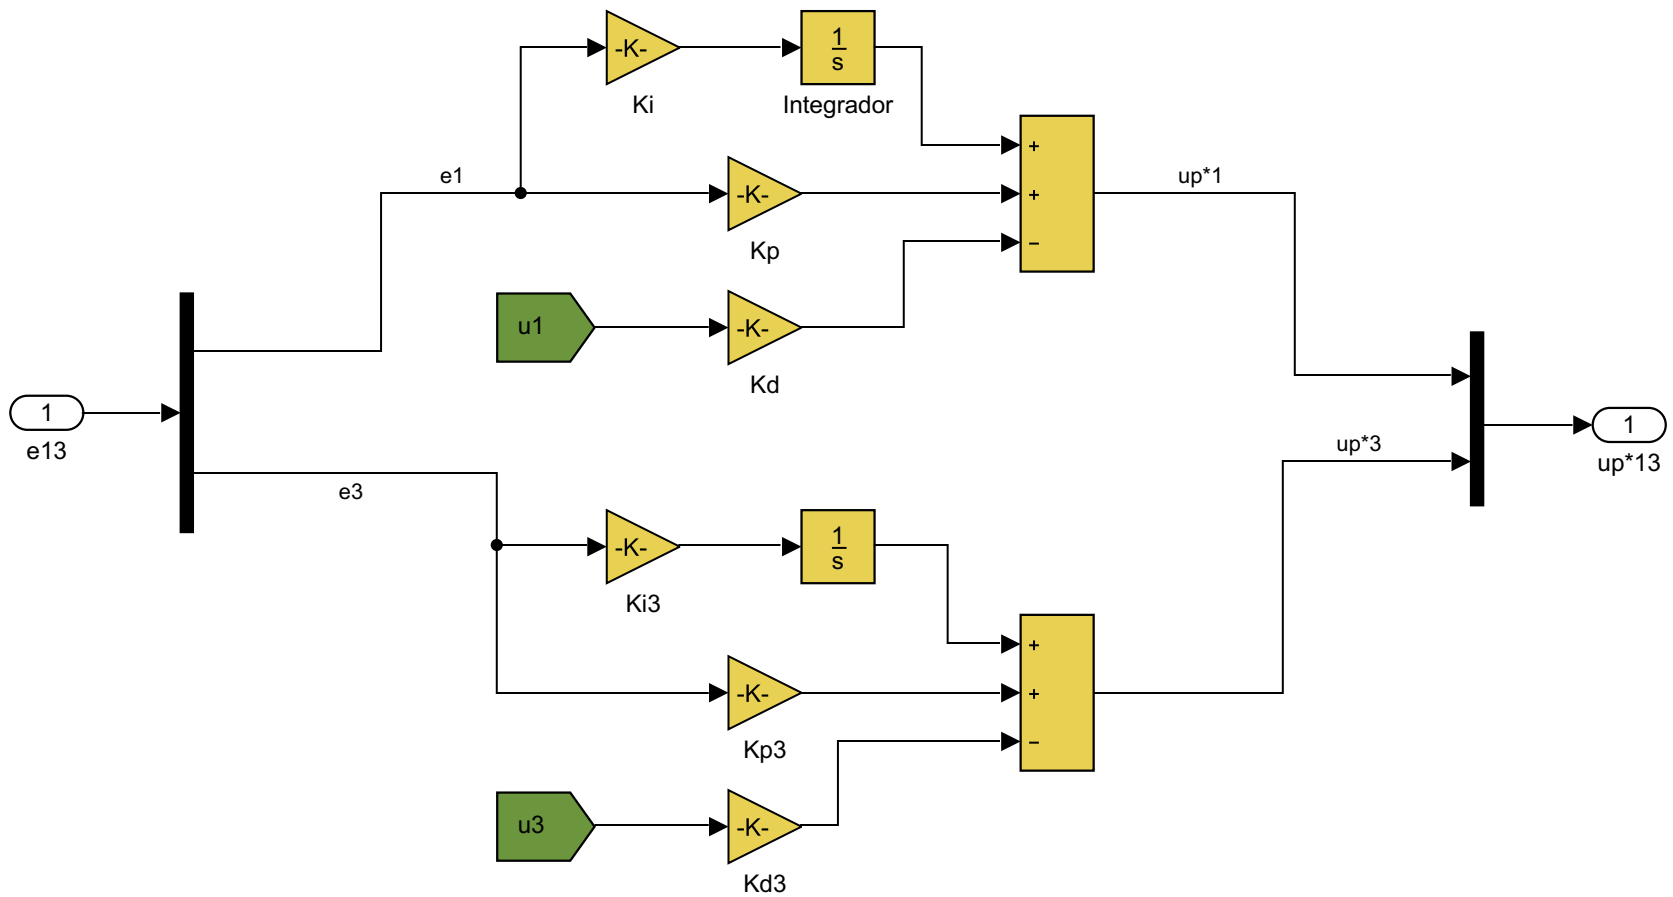 -K-
Ki
1
s
Integrador
e1
-K-
Kp
+
+
−
up*1
u1
-K-
Kd
1
e13
e3
1
up*13
up*3
-K-
Ki3
1
s
-K-
Kp3
+
+
−
u3
-K-
Kd3